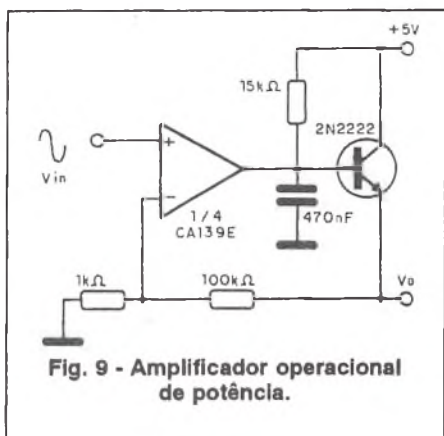 +5V
15kΩ
2N2222
+
Vin
-
1/4
CA139E
470nF
1kΩ
100kΩ
Vo
Fig. 9 - Amplificador operacional
de potência.